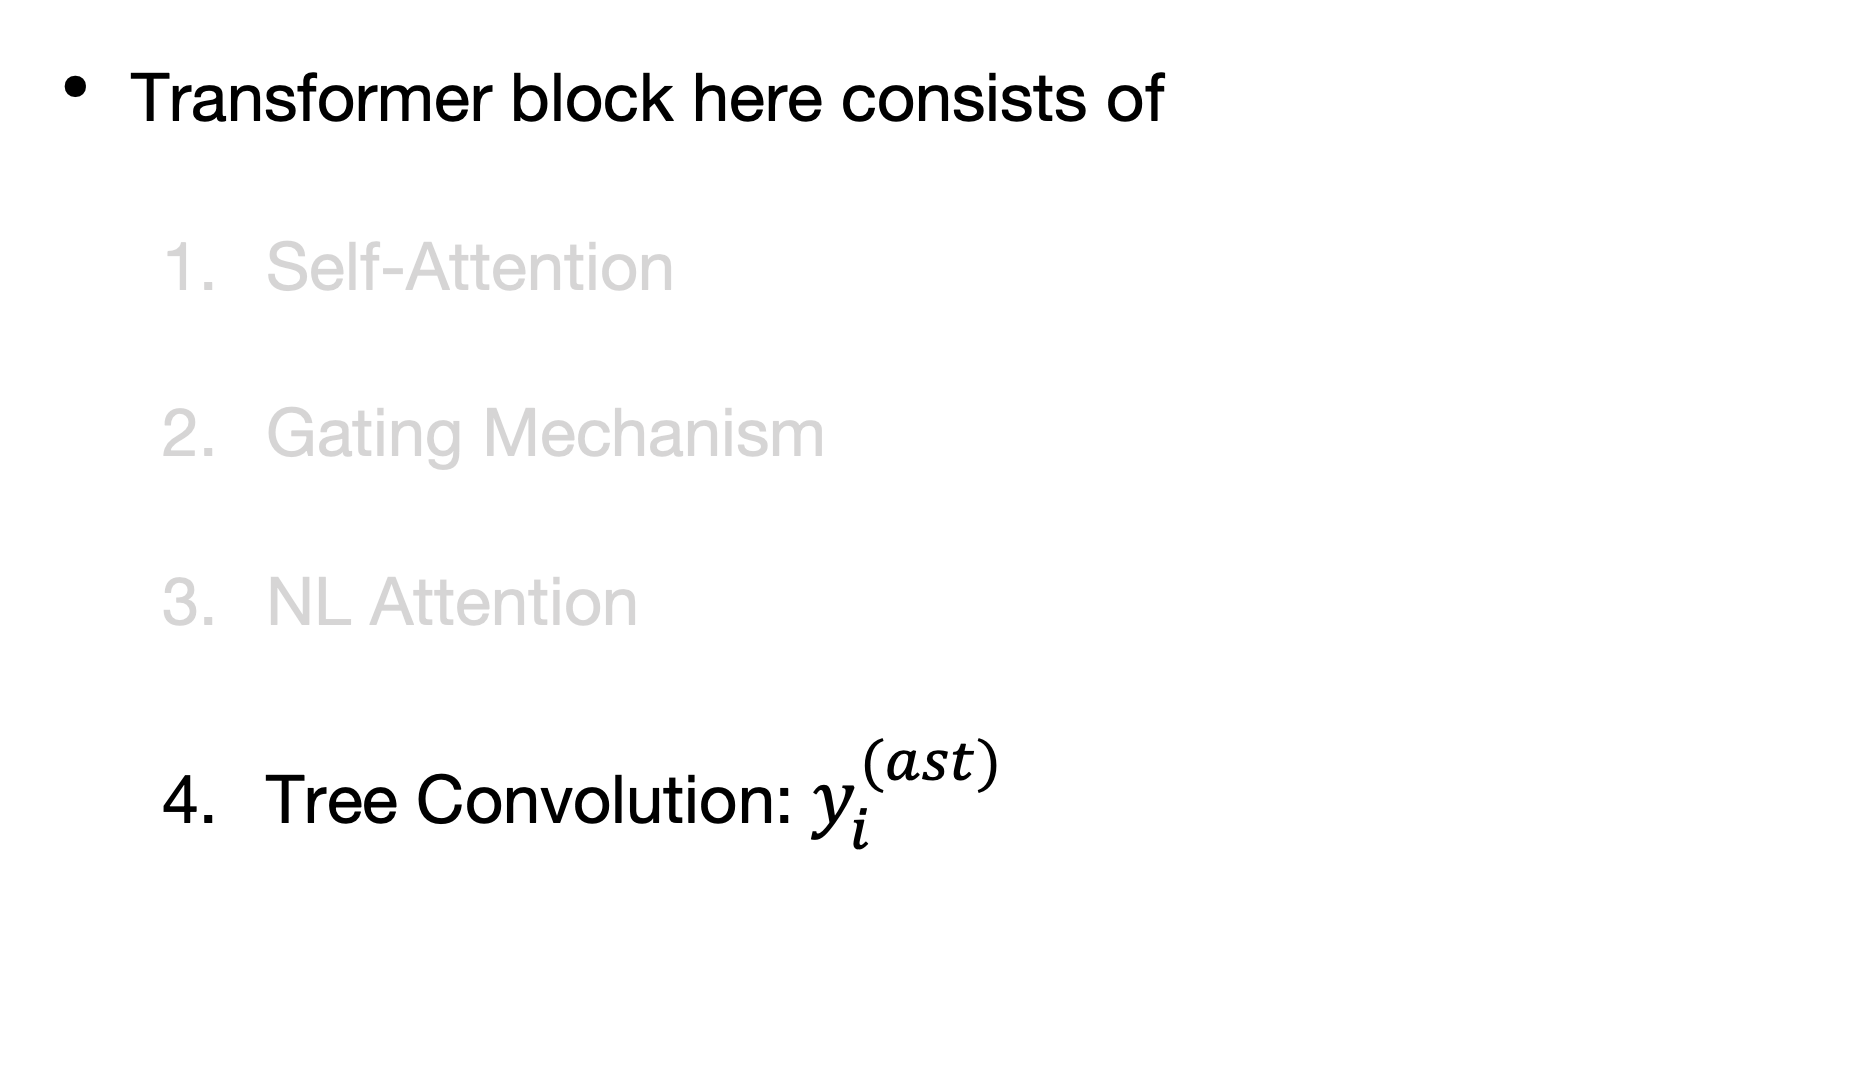 • Transformer block here consists of
1. Self-Attention
2. Gating Mechanism
3. NL Attention
4. Tree Convolution: $y_i^{(ast)}$